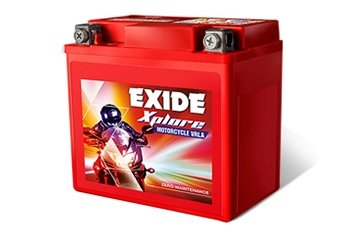 EXIDE
Xplore
MOTORCYCLE VRLA
ZERO-MAINTENANCE